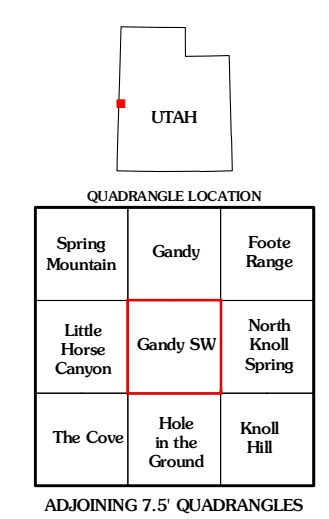 UTAH
QUADRANGLE LOCATION
Spring
Mountain
Gandy
Foote
Range
Little
Horse
Canyon
Gandy SW
North
Knoll
Spring
The Cove
Hole
in the
Ground
Knoll
Hill
ADJOINING 7.5' QUADRANGLES